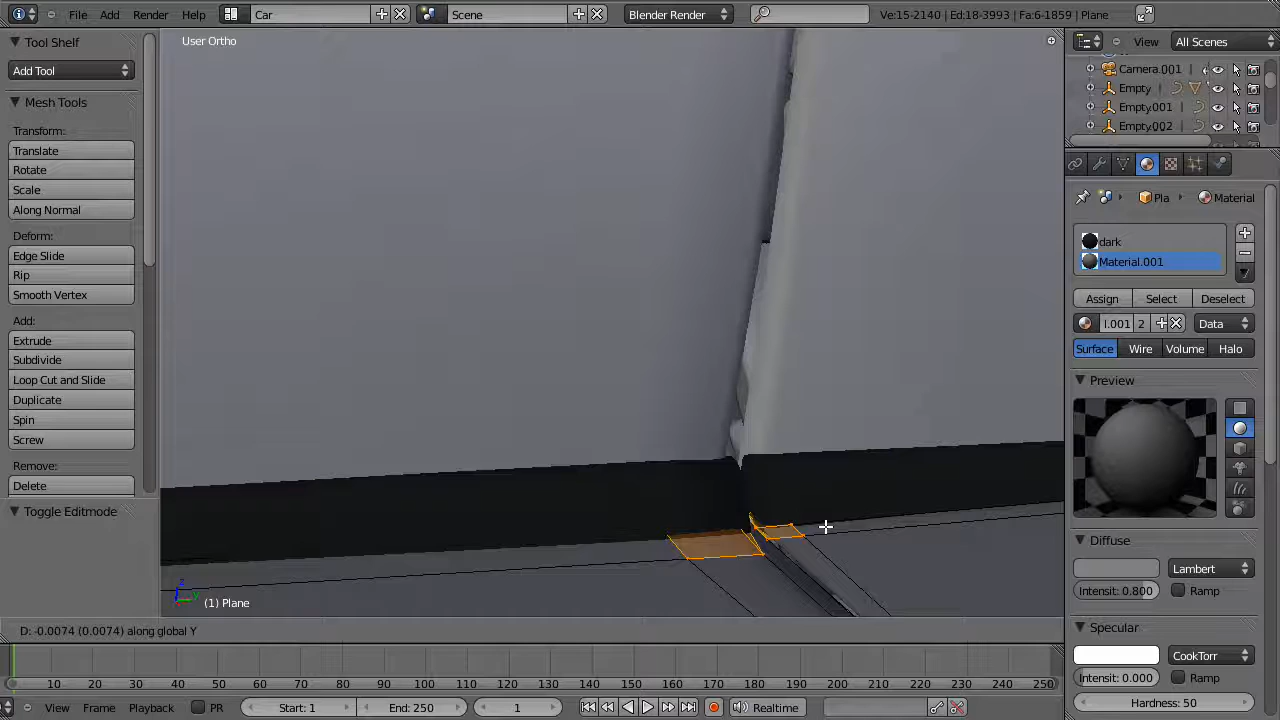 File Add Render Help Car Scene Blender Render Ve:15-2140 | Ed:18-3993 | Fa:6-1859 | Plane
Tool Shelf
Add Tool
Mesh Tools
Transform:
Translate
Rotate
Scale
Along Normal
Deform:
Edge Slide
Rip
Smooth Vertex
Add:
Extrude
Subdivide
Loop Cut and Slide
Duplicate
Spin
Screw
Remove:
Delete
Toggle Editmode
User Ortho
z
(1) Plane
D: -0.0074 (0.0074) along global Y
10 20 30 40 50 60 70 80 90 100 110 120 130 140 150 160 170 180 190 200 210 220 230 240 250
View Frame Playback PR Start: 1 End: 250 1 Realtime
View All Scenes
Camera.001
Empty
Empty.001
Empty.002
Pla Material
dark
Material.001
Assign Select Deselect
l.001 2 Data
Surface Wire Volume Halo
Preview
Diffuse
Lambert
Intensit: 0.800 Ramp
Specular
CookTorr
Intensit: 0.000 Ramp
Hardness: 50